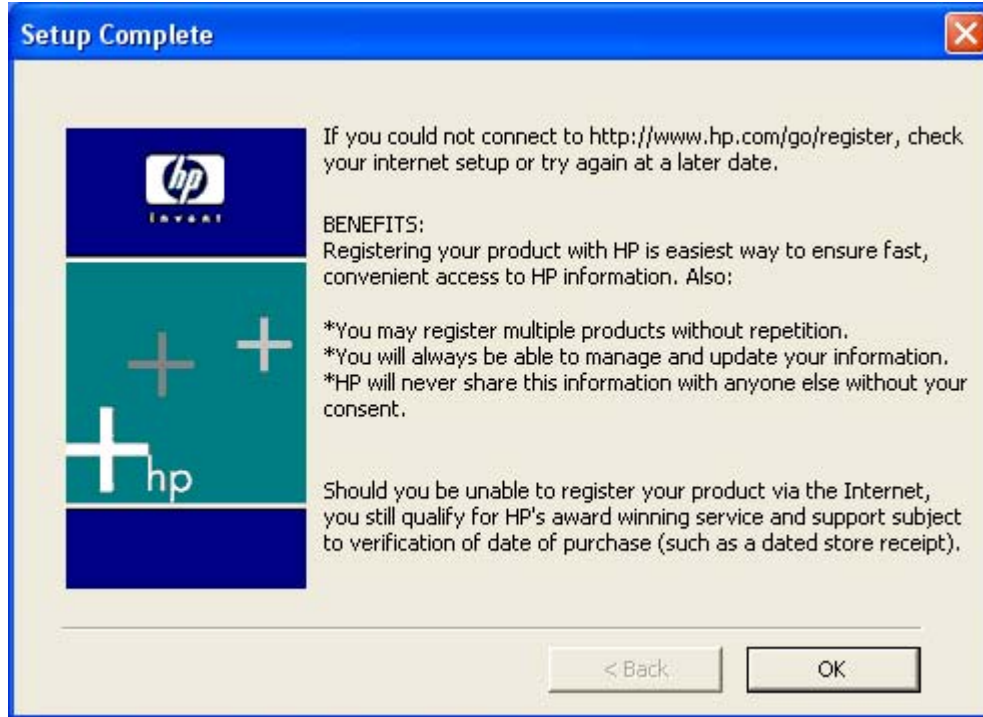 Setup Complete
If you could not connect to http://www.hp.com/go/register, check
your internet setup or try again at a later date.
hp
invent
BENEFITS:
Registering your product with HP is easiest way to ensure fast,
convenient access to HP information. Also:
*You may register multiple products without repetition.
*You will always be able to manage and update your information.
*HP will never share this information with anyone else without your
consent.
hp
Should you be unable to register your product via the Internet,
you still qualify for HP's award winning service and support subject
to verification of date of purchase (such as a dated store receipt).
< Back
OK